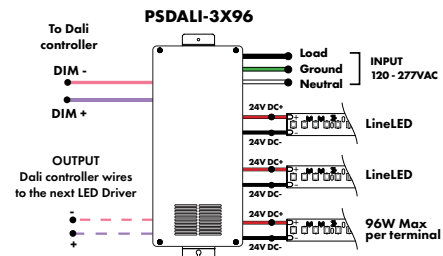 PSDALI-3X96
To Dali
controller
DIM -
DIM +
OUTPUT
Dali controller wires
to the next LED Driver
-
+
Load
Ground
Neutral
INPUT
120 - 277VAC
24V DC+
+
-
24V DC-
LineLED
24V DC+
+
-
24V DC-
LineLED
24V DC+
+
-
24V DC-
96W Max
per terminal